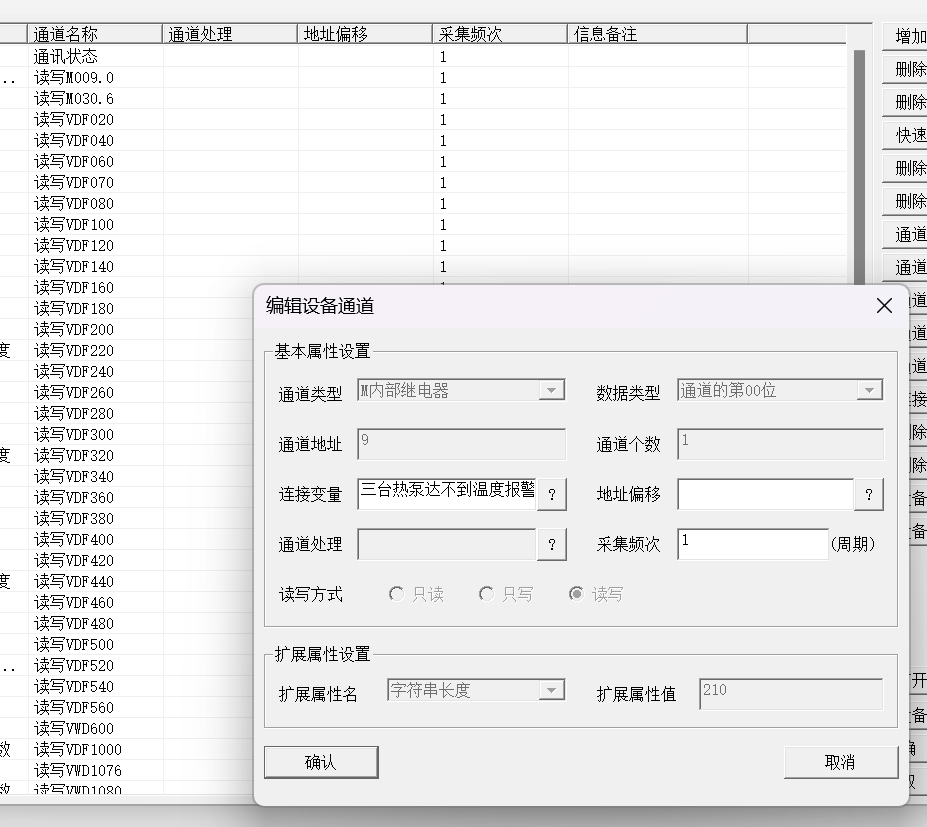 通道名称 通道处理 地址偏移 采集频次 信息备注
增加
通讯状态 1
删除
.. 读写M009.0 1
读写M030.6 1
删除
读写VDF020 1
快速
读写VDF040 1
读写VDF060 1
删除
读写VDF070 1
读写VDF080 1
删除
读写VDF100 1
通道
读写VDF120 1
读写VDF140 1
通道
读写VDF160
读写VDF180
读写VDF200
度 读写VDF220
读写VDF240
读写VDF260
读写VDF280
读写VDF300
度 读写VDF320
读写VDF340
读写VDF360
读写VDF380
读写VDF400
读写VDF420
度 读写VDF440
读写VDF460
读写VDF480
读写VDF500
.. 读写VDF520
读写VDF540
读写VDF560
读写VWD600
数 读写VDF1000
读写VWD1076
数 读写VWD1080
编辑设备通道
基本属性设置
通道类型 M内部继电器 数据类型 通道的第00位
通道地址 9 通道个数 1
连接变量 三台热泵达不到温度报警 ? 地址偏移 ?
通道处理 ? 采集频次 1 (周期)
读写方式 只读 只写 读写
扩展属性设置
扩展属性名 字符串长度 扩展属性值 210
确认 取消
道
道
道
接
除
除
备
备
开
备
确